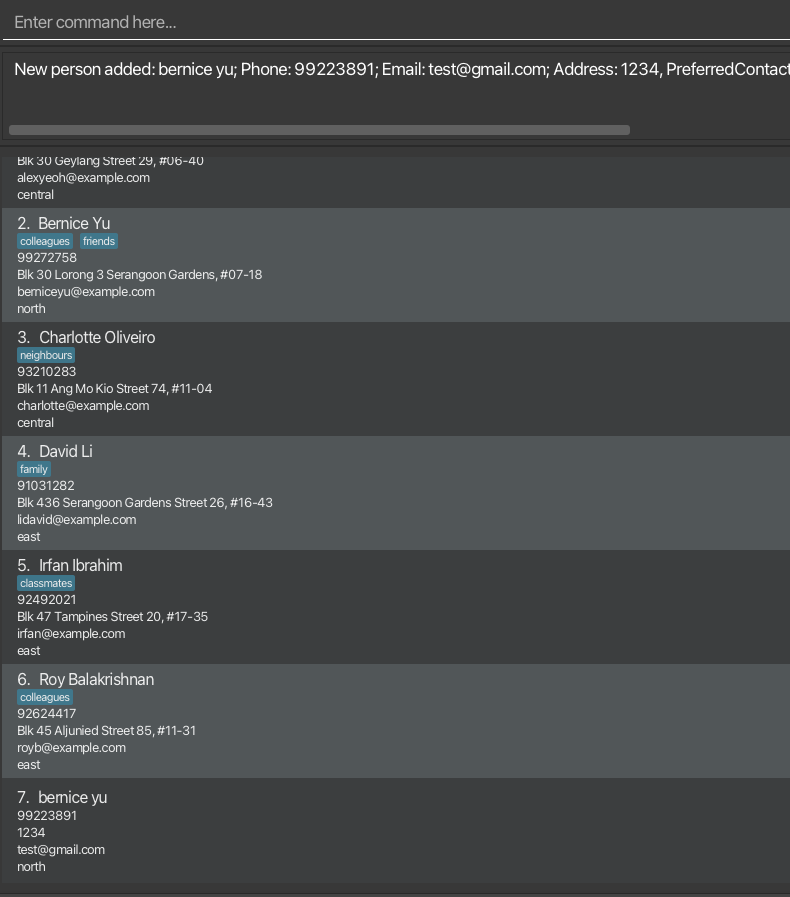 Enter command here...
New person added: bernice yu; Phone: 99223891; Email: test@gmail.com; Address: 1234, PreferredContact
Blk 30 Geylang Street 29, #06-40
alexyeoh@example.com
central
2. Bernice Yu
colleagues friends
99272758
Blk 30 Lorong 3 Serangoon Gardens, #07-18
berniceyu@example.com
north
3. Charlotte Oliveiro
neighbours
93210283
Blk 11 Ang Mo Kio Street 74, #11-04
charlotte@example.com
central
4. David Li
family
91031282
Blk 436 Serangoon Gardens Street 26, #16-43
lidavid@example.com
east
5. Irfan Ibrahim
classmates
92492021
Blk 47 Tampines Street 20, #17-35
irfan@example.com
east
6. Roy Balakrishnan
colleagues
92624417
Blk 45 Aljunied Street 85, #11-31
royb@example.com
east
7. bernice yu
99223891
1234
test@gmail.com
north